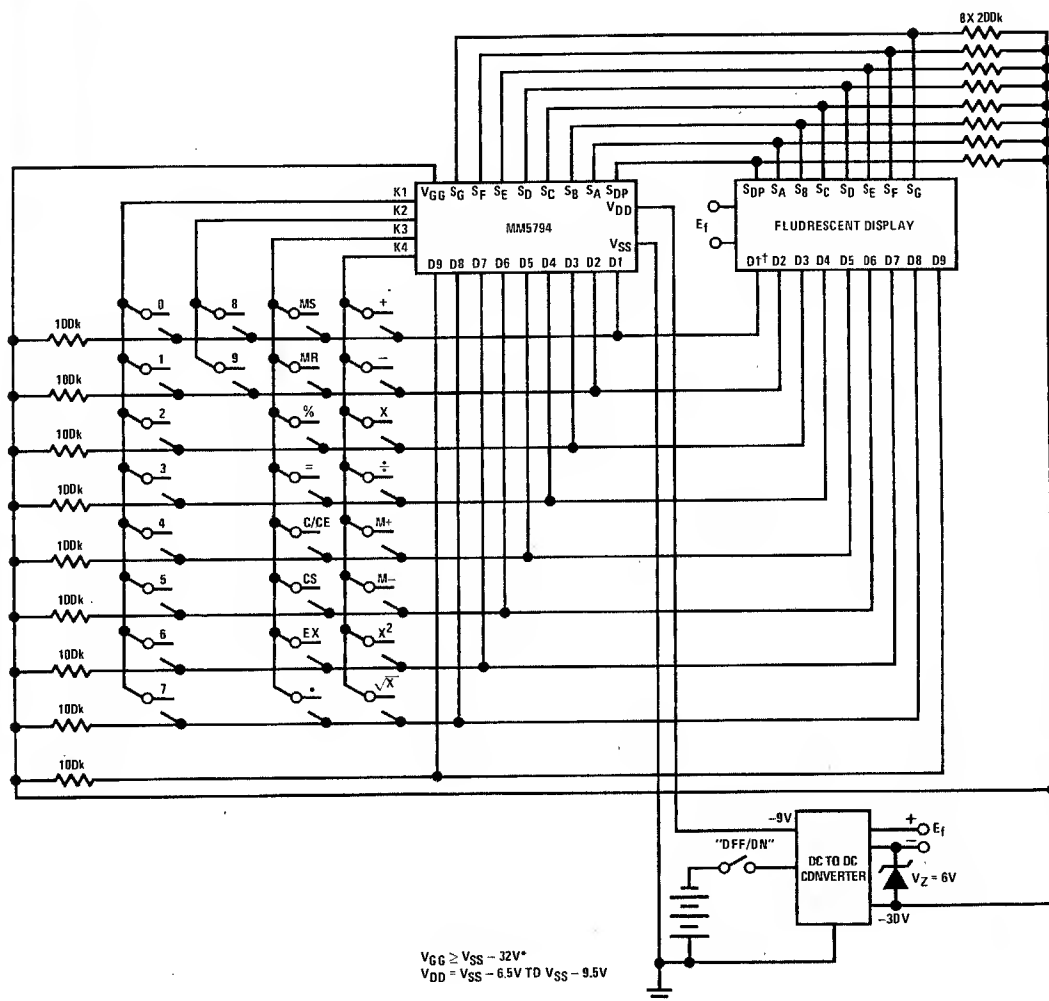 8X 200k
VGG SG SF SE SD SC SB SA SDP
K1
K2
K3
K4
VDD
MM5794
VSS
D9 D8 D7 D6 D5 D4 D3 D2 D1
SDP SA SB SC SD SE SF SG
Ef
FLUORESCENT DISPLAY
D1† D2 D3 D4 D5 D6 D7 D8 D9
0 8 MS +
100k
1 9 MR −
100k
2 % X
100k
3 = ÷
100k
4 C/CE M+
100k
5 CS M−
100k
6 EX X²
100k
7 • √X
100k
100k
−9V
+
Ef
−
"OFF/ON"
DC TO DC
CONVERTER
VZ = 6V
−30V
VGG ≥ VSS − 32V*
VDD = VSS − 6.5V TO VSS − 9.5V